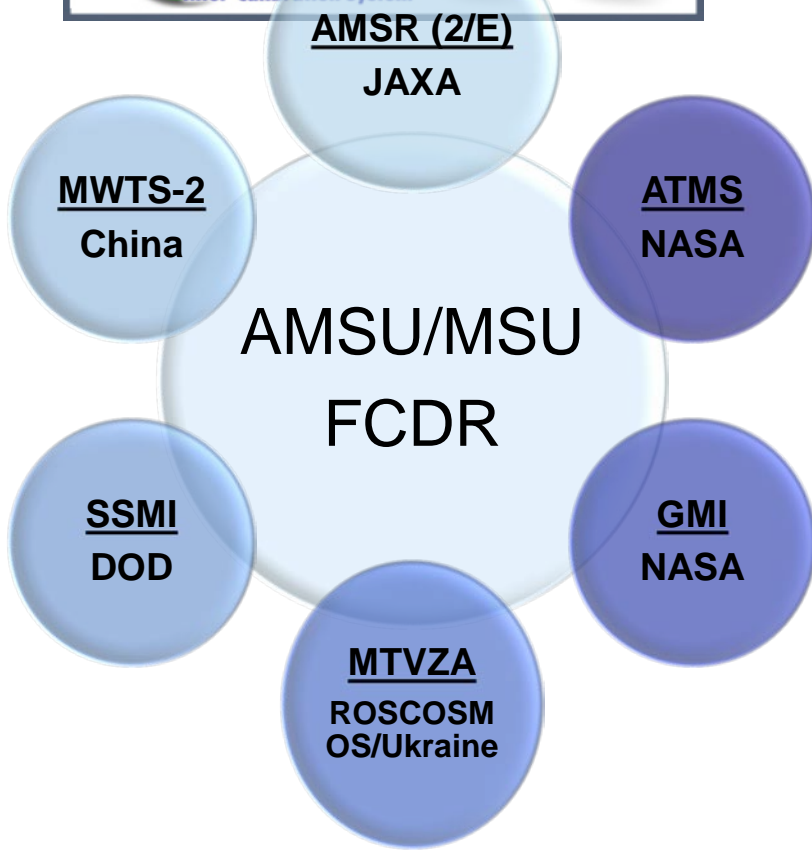 AMSR (2/E)
JAXA
MWTS-2
China
ATMS
NASA
AMSU/MSU
FCDR
SSMI
DOD
GMI
NASA
MTVZA
ROSCOSM
OS/Ukraine